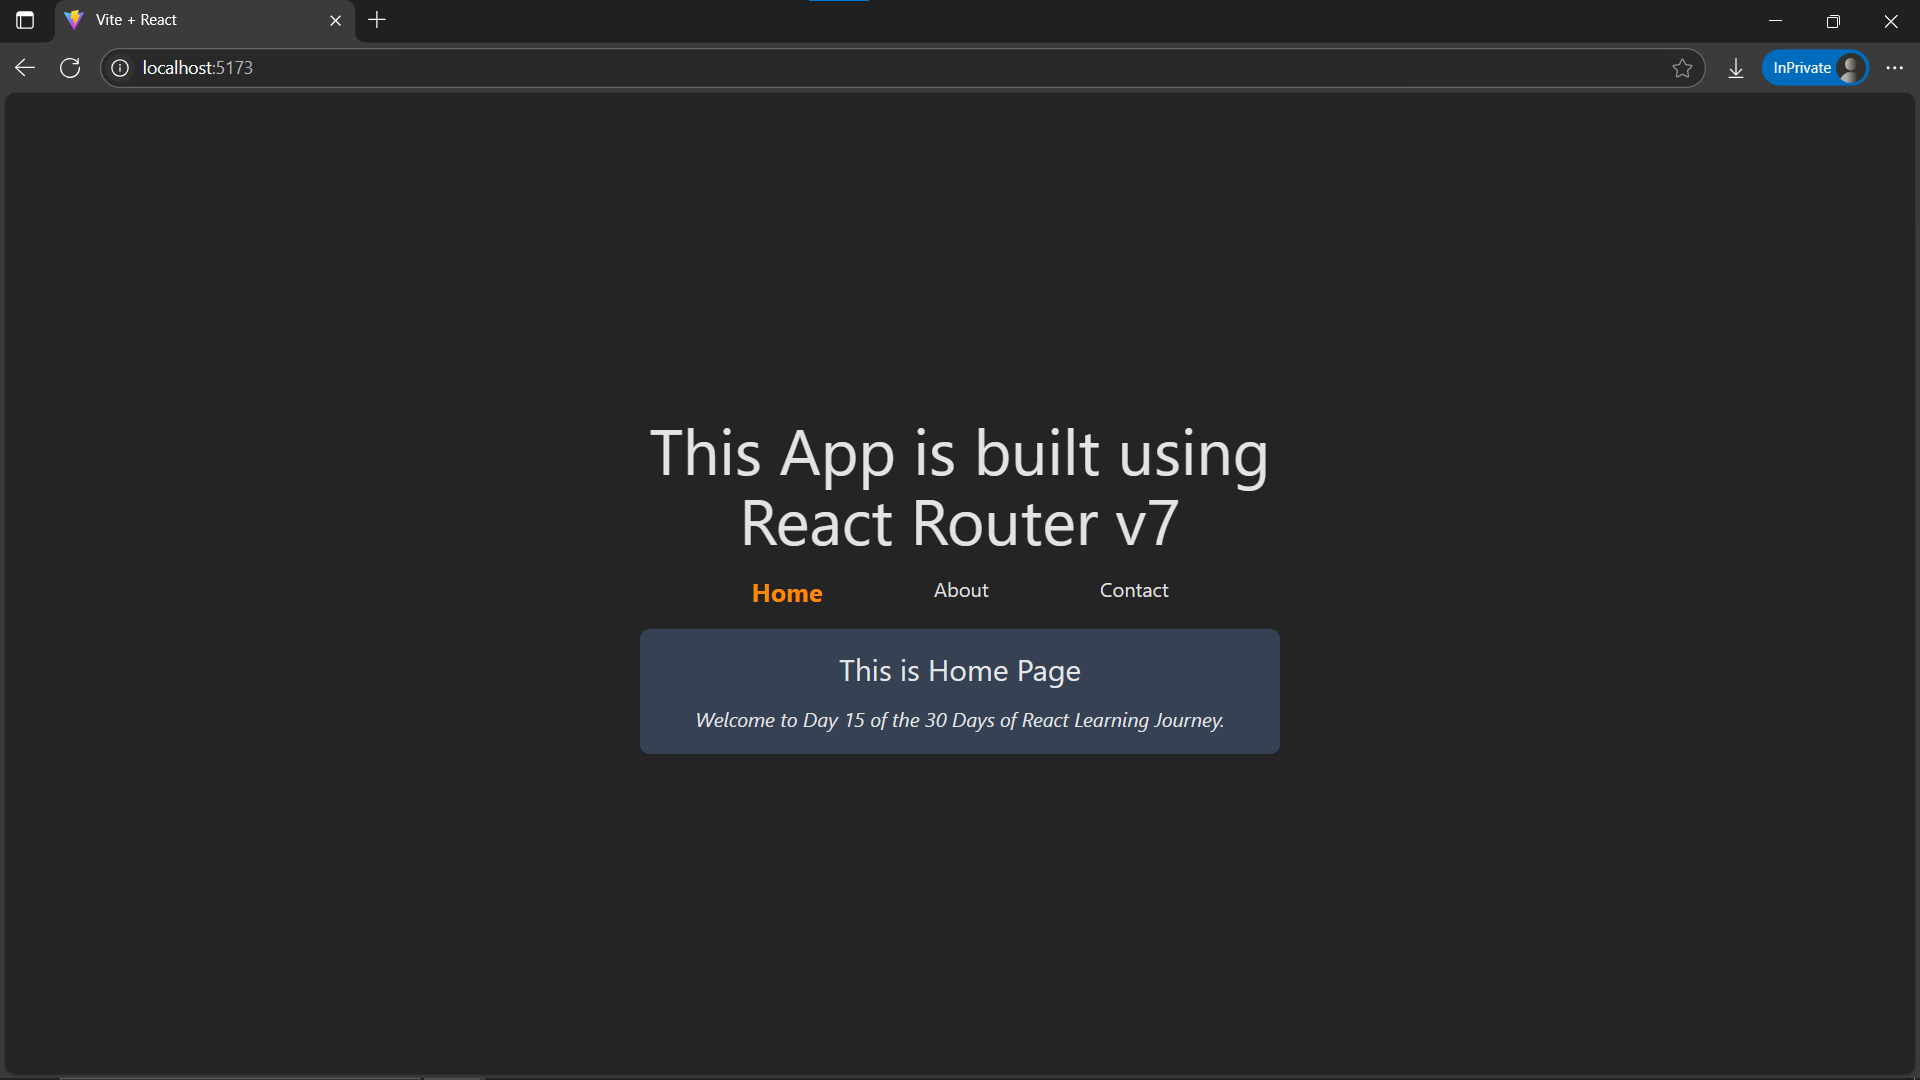 Vite + React
localhost:5173
InPrivate
This App is built using
React Router v7
Home About Contact
This is Home Page
Welcome to Day 15 of the 30 Days of React Learning Journey.